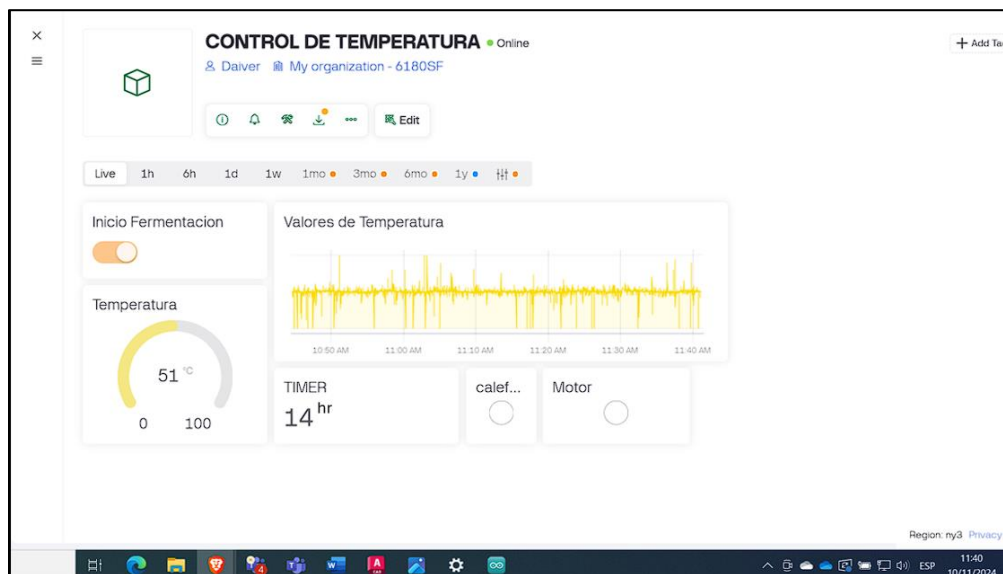 CONTROL DE TEMPERATURA Online
Daiver My organization - 6180SF
+ Add Ta
Edit
Live 1h 6h 1d 1w 1mo 3mo 6mo 1y
Inicio Fermentacion
Valores de Temperatura
10:50 AM 11:00 AM 11:10 AM 11:20 AM 11:30 AM 11:40 AM
Temperatura
51 °C
0 100
TIMER
14 hr
calef...
Motor
Region: ny3 Privacy
4
ESP
11:40
10/11/2024